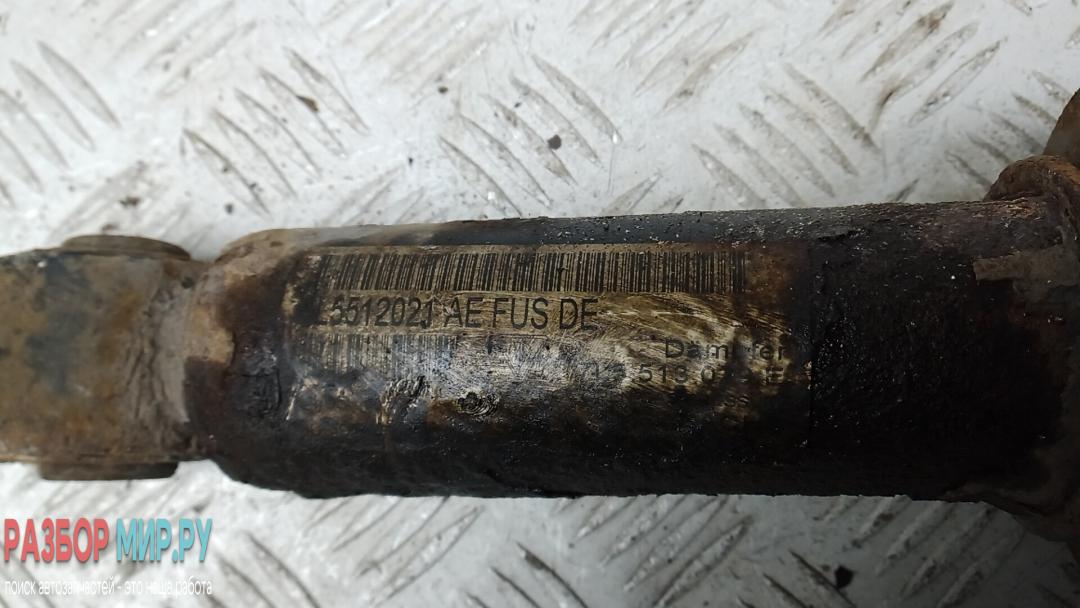 5512021 AE FUS DE
Dämpfer
РАЗБОР МИР.РУ
поиск автозапчастей - это наша работа